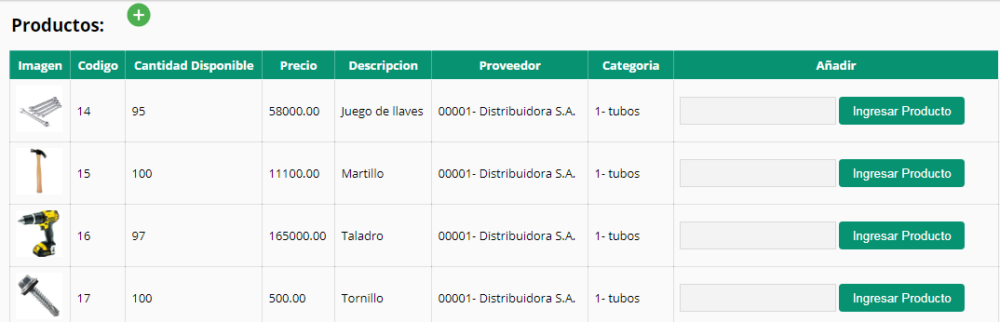 Productos:
Imagen Codigo Cantidad Disponible Precio Descripcion Proveedor Categoria Añadir
14 95 58000.00 Juego de llaves 00001- Distribuidora S.A. 1- tubos Ingresar Producto
15 100 11100.00 Martillo 00001- Distribuidora S.A. 1- tubos Ingresar Producto
16 97 165000.00 Taladro 00001- Distribuidora S.A. 1- tubos Ingresar Producto
17 100 500.00 Tornillo 00001- Distribuidora S.A. 1- tubos Ingresar Producto